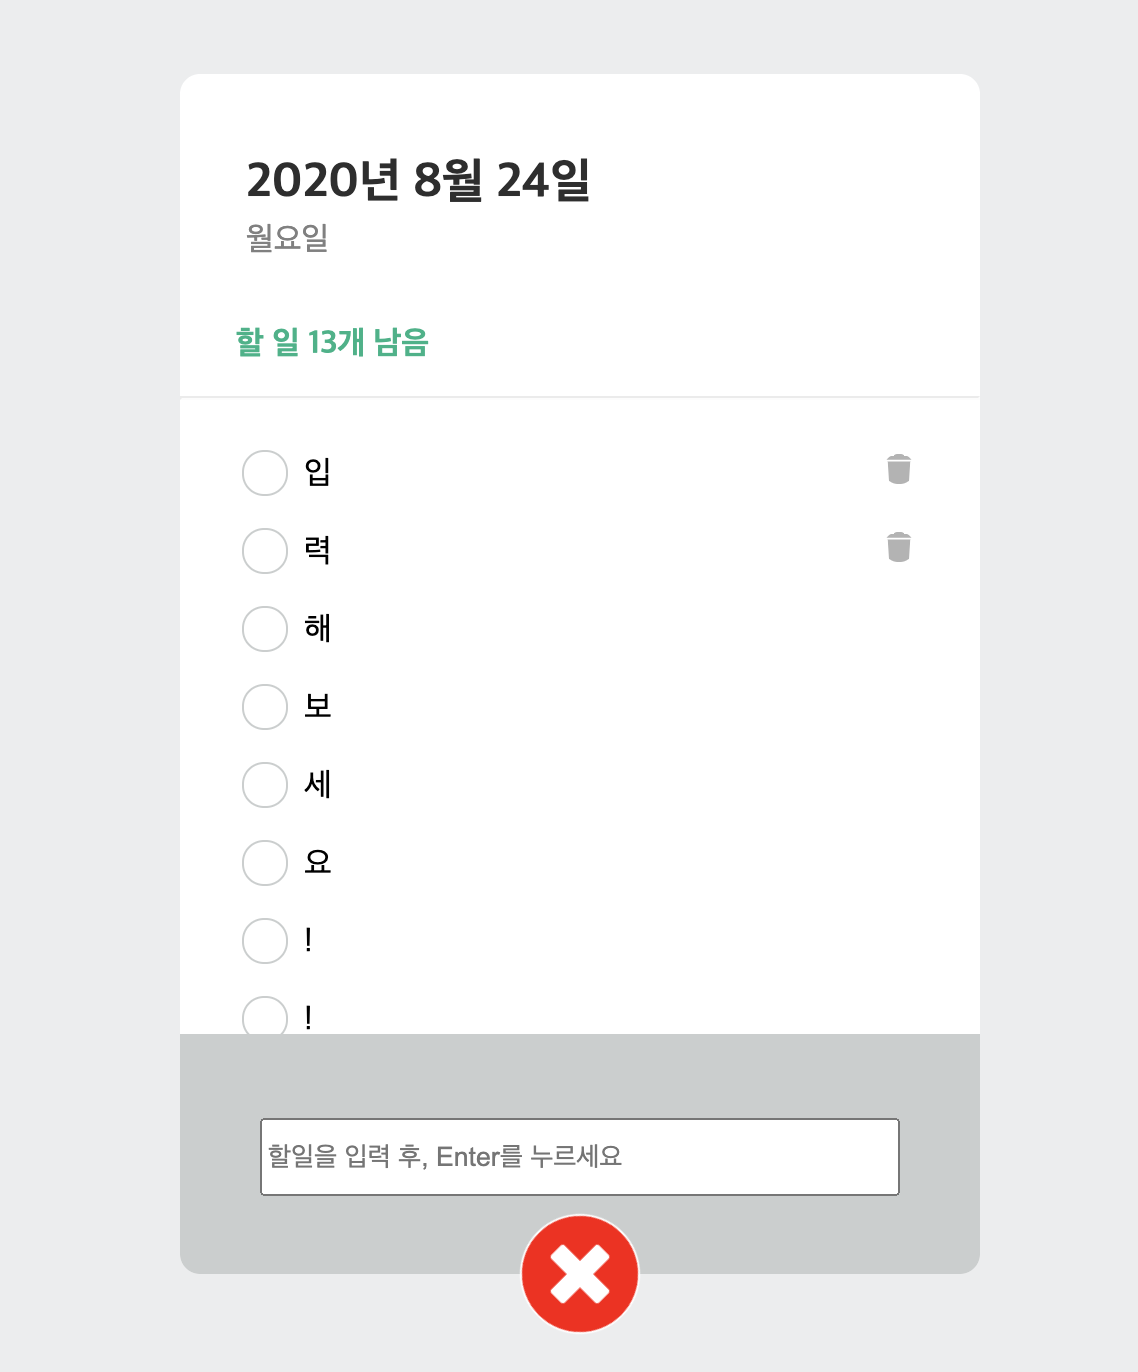 2020년 8월 24일
월요일
할 일 13개 남음
입
력
해
보
세
요
!
!
할일을 입력 후, Enter를 누르세요